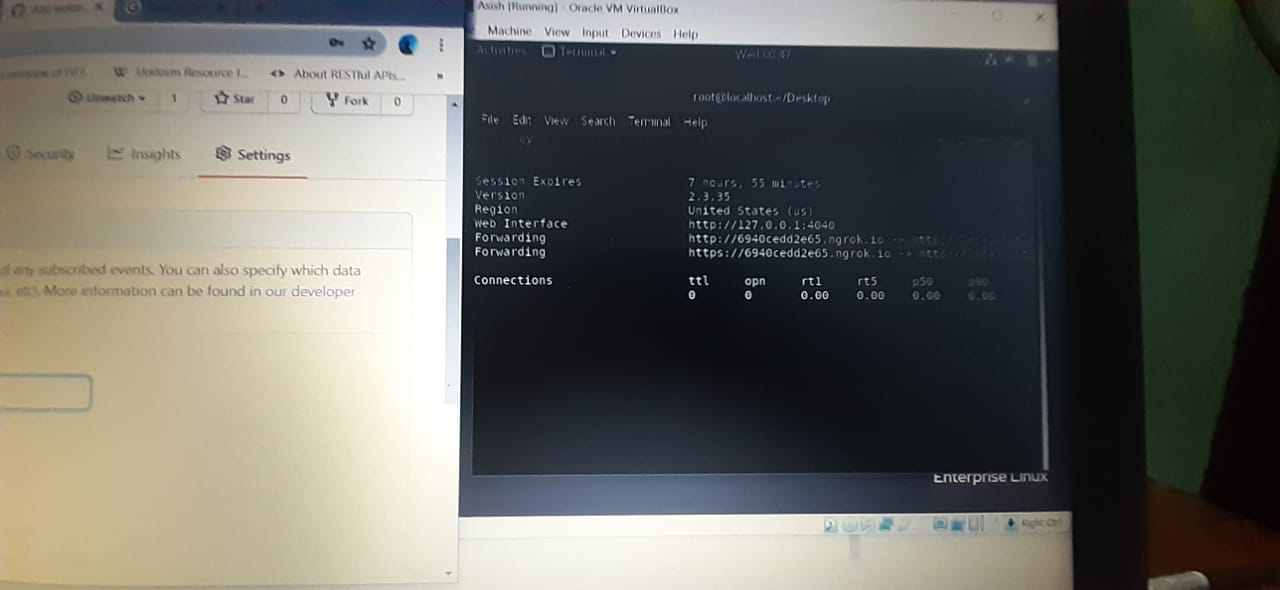 Asish [Running] - Oracle VM VirtualBox
Machine View Input Devices Help
Activities Terminal
Wed 00:47
Uniform Resource I...
<> About RESTful APIs... »
Unwatch 1 Star 0 Fork 0
Security Insights Settings
of any subscribed events. You can also specify which data
More information can be found in our developer
root@localhost:~/Desktop
File Edit View Search Terminal Help
Session Expires 7 hours, 55 minutes
Version 2.3.35
Region United States (us)
Web Interface http://127.0.0.1:4040
Forwarding http://6940cedd2e65.ngrok.io ->
Forwarding https://6940cedd2e65.ngrok.io ->
Connections ttl opn rt1 rt5 p50 p90
0 0 0.00 0.00 0.00 0.00
Enterprise Linux
Right Ctrl